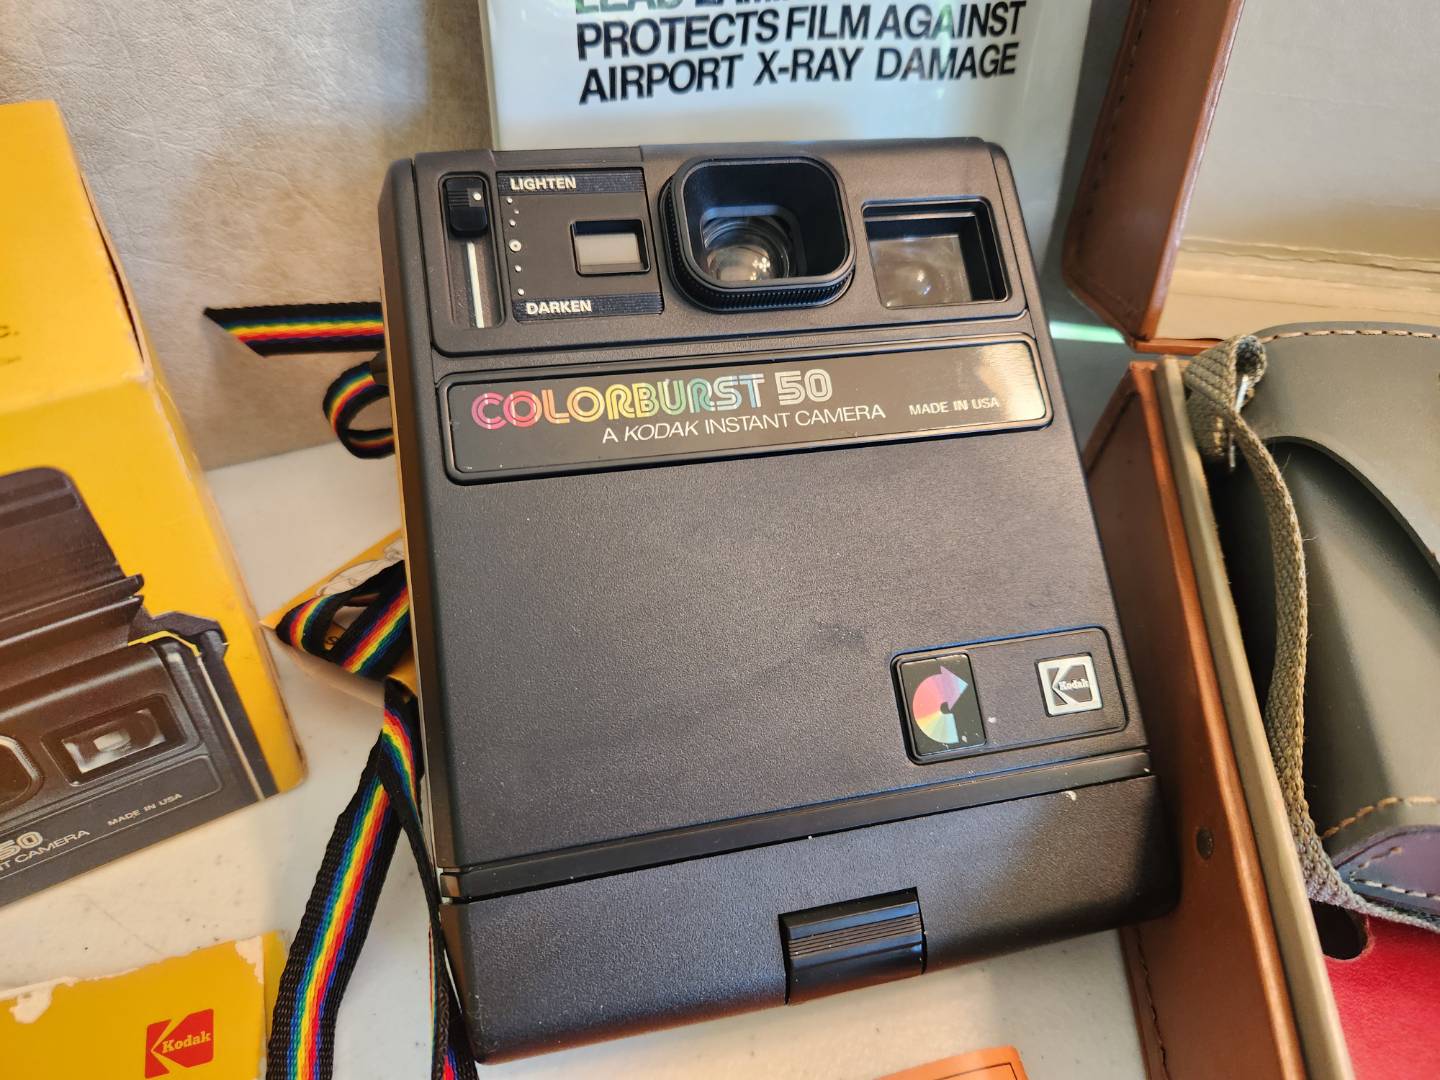 PROTECTS FILM AGAINST
AIRPORT X-RAY DAMAGE
LIGHTEN
DARKEN
COLORBURST 50
A KODAK INSTANT CAMERA
MADE IN USA
Kodak
50
CAMERA
MADE IN USA
Kodak